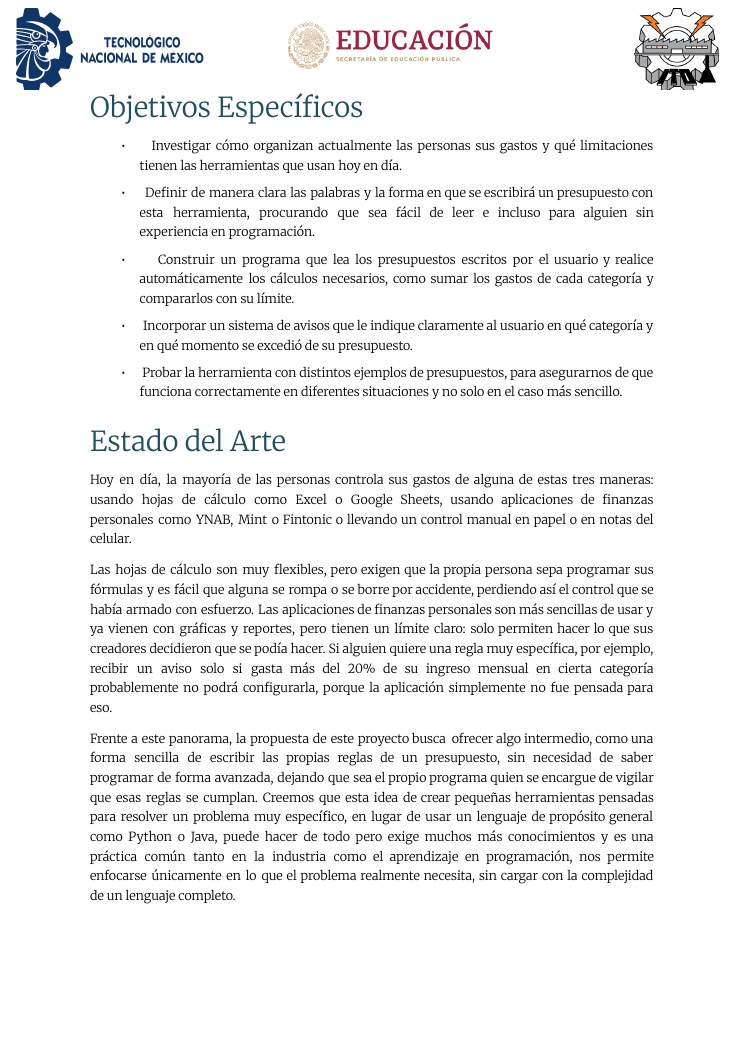 TECNOLÓGICO
NACIONAL DE MÉXICO
EDUCACIÓN
SECRETARÍA DE EDUCACIÓN PÚBLICA
ITO
Objetivos Específicos
· Investigar cómo organizan actualmente las personas sus gastos y qué limitaciones
tienen las herramientas que usan hoy en día.
· Definir de manera clara las palabras y la forma en que se escribirá un presupuesto con
esta herramienta, procurando que sea fácil de leer e incluso para alguien sin
experiencia en programación.
· Construir un programa que lea los presupuestos escritos por el usuario y realice
automáticamente los cálculos necesarios, como sumar los gastos de cada categoría y
compararlos con su límite.
· Incorporar un sistema de avisos que le indique claramente al usuario en qué categoría y
en qué momento se excedió de su presupuesto.
· Probar la herramienta con distintos ejemplos de presupuestos, para asegurarnos de que
funciona correctamente en diferentes situaciones y no solo en el caso más sencillo.
Estado del Arte
Hoy en día, la mayoría de las personas controla sus gastos de alguna de estas tres maneras:
usando hojas de cálculo como Excel o Google Sheets, usando aplicaciones de finanzas
personales como YNAB, Mint o Fintonic o llevando un control manual en papel o en notas del
celular.
Las hojas de cálculo son muy flexibles, pero exigen que la propia persona sepa programar sus
fórmulas y es fácil que alguna se rompa o se borre por accidente, perdiendo así el control que se
había armado con esfuerzo. Las aplicaciones de finanzas personales son más sencillas de usar y
ya vienen con gráficas y reportes, pero tienen un límite claro: solo permiten hacer lo que sus
creadores decidieron que se podía hacer. Si alguien quiere una regla muy específica, por ejemplo,
recibir un aviso solo si gasta más del 20% de su ingreso mensual en cierta categoría
probablemente no podrá configurarla, porque la aplicación simplemente no fue pensada para
eso.
Frente a este panorama, la propuesta de este proyecto busca ofrecer algo intermedio, como una
forma sencilla de escribir las propias reglas de un presupuesto, sin necesidad de saber
programar de forma avanzada, dejando que sea el propio programa quien se encargue de vigilar
que esas reglas se cumplan. Creemos que esta idea de crear pequeñas herramientas pensadas
para resolver un problema muy específico, en lugar de usar un lenguaje de propósito general
como Python o Java, puede hacer de todo pero exige muchos más conocimientos y es una
práctica común tanto en la industria como el aprendizaje en programación, nos permite
enfocarse únicamente en lo que el problema realmente necesita, sin cargar con la complejidad
de un lenguaje completo.